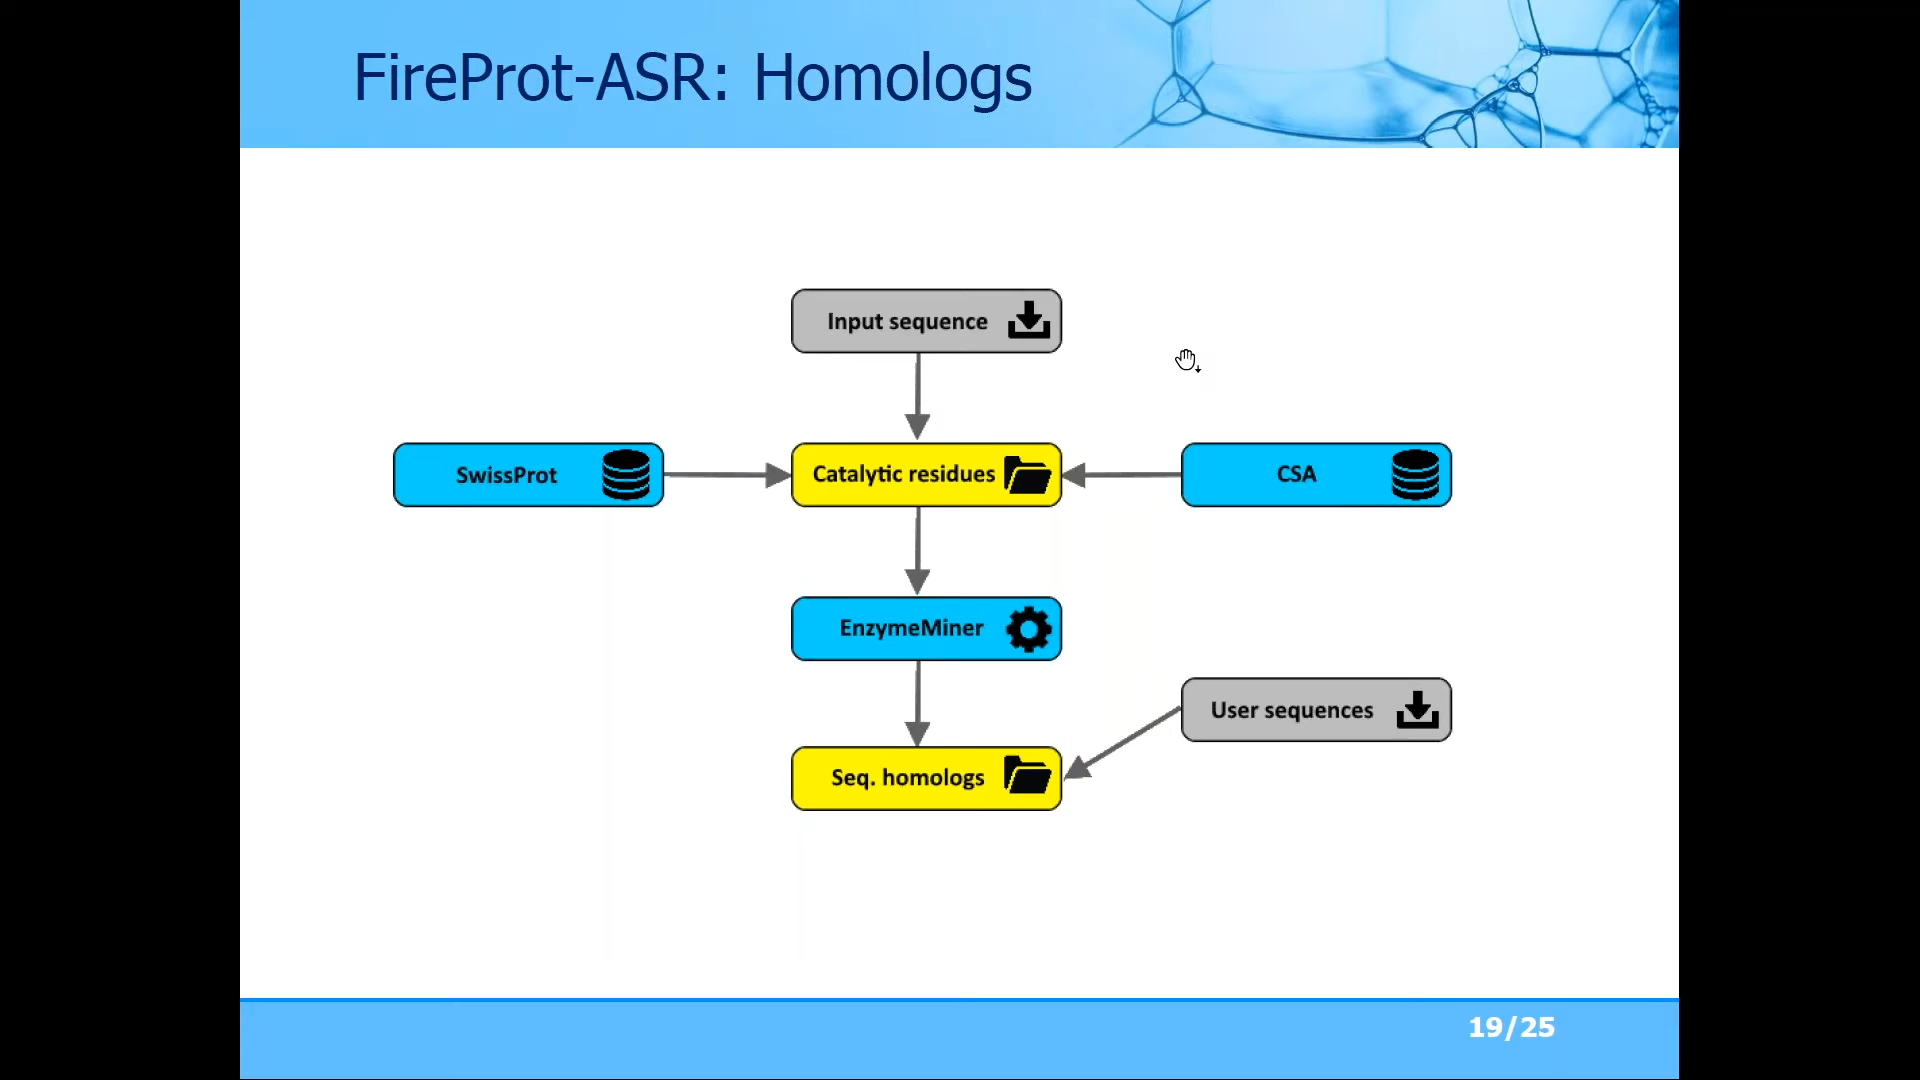 FireProt-ASR: Homologs
Input sequence
SwissProt
Catalytic residues
CSA
EnzymeMiner
User sequences
Seq. homologs
19/25